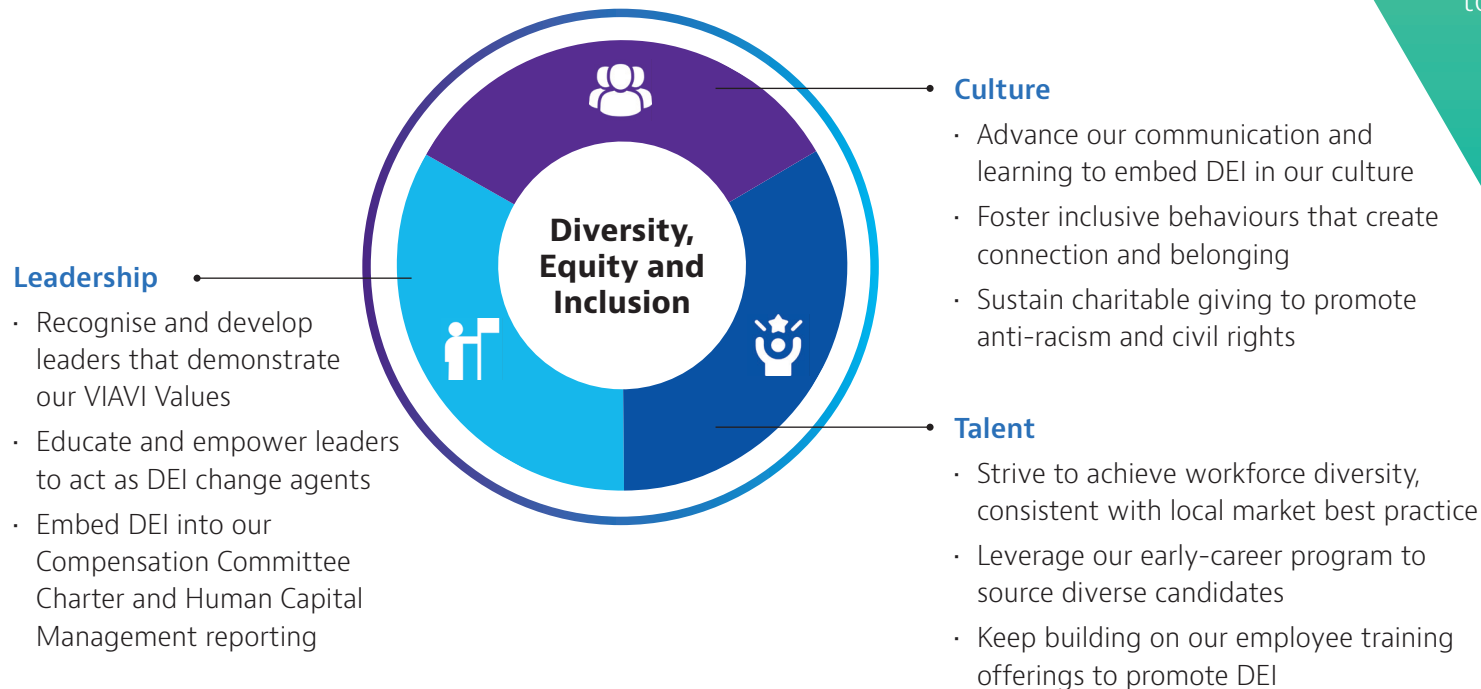 Diversity,
Equity and
Inclusion
Leadership
· Recognise and develop
leaders that demonstrate
our VIAVI Values
· Educate and empower leaders
to act as DEI change agents
· Embed DEI into our
Compensation Committee
Charter and Human Capital
Management reporting
Culture
· Advance our communication and
learning to embed DEI in our culture
· Foster inclusive behaviours that create
connection and belonging
· Sustain charitable giving to promote
anti-racism and civil rights
Talent
· Strive to achieve workforce diversity,
consistent with local market best practice
· Leverage our early-career program to
source diverse candidates
· Keep building on our employee training
offerings to promote DEI